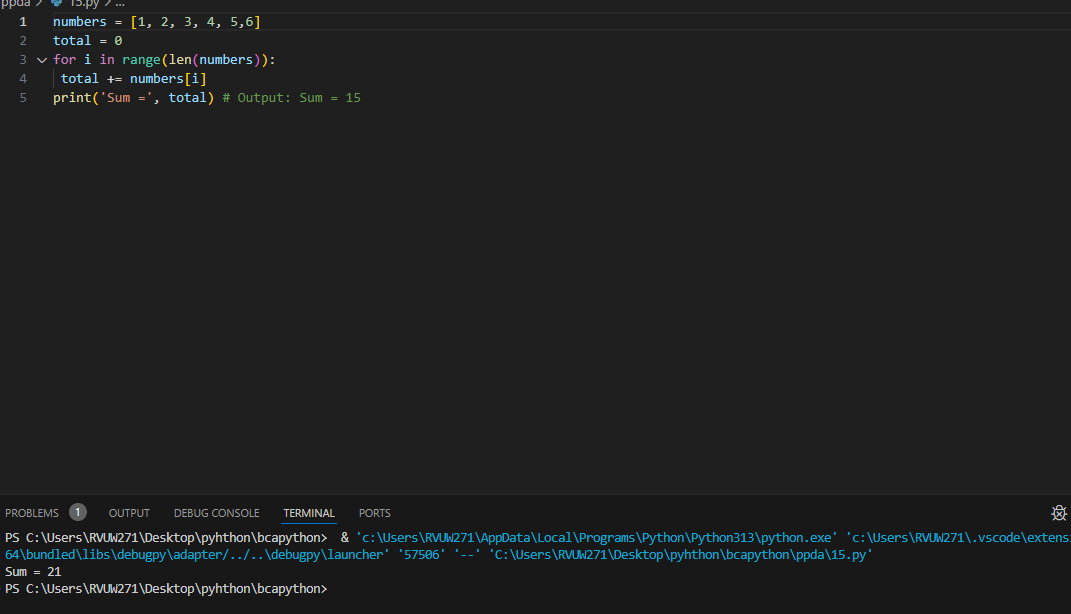 ppda > 15.py > ...
1 numbers = [1, 2, 3, 4, 5,6]
2 total = 0
3 for i in range(len(numbers)):
4 total += numbers[i]
5 print('Sum =', total) # Output: Sum = 15
PROBLEMS 1 OUTPUT DEBUG CONSOLE TERMINAL PORTS
PS C:\Users\RVUW271\Desktop\pyhthon\bcapython> & 'c:\Users\RVUW271\AppData\Local\Programs\Python\Python313\python.exe' 'c:\Users\RVUW271\.vscode\extensi
64\bundled\libs\debugpy\adapter/../..\debugpy\launcher' '57506' '--' 'C:\Users\RVUW271\Desktop\pyhthon\bcapython\ppda\15.py'
Sum = 21
PS C:\Users\RVUW271\Desktop\pyhthon\bcapython>